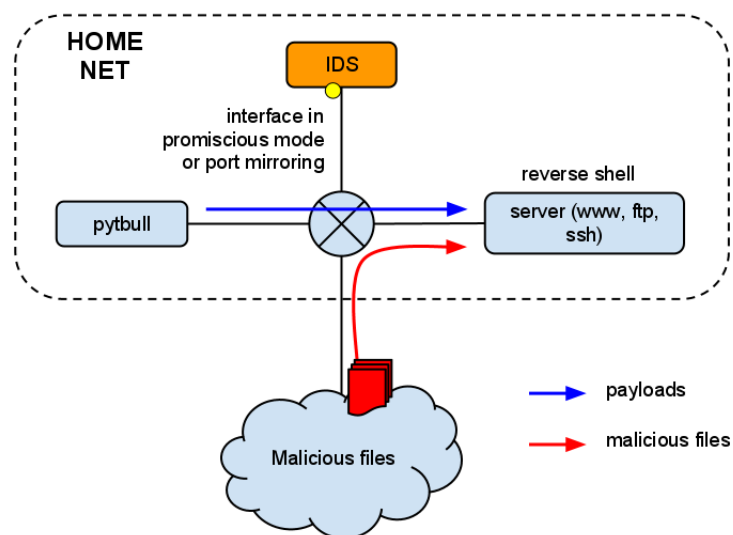 HOME
NET
IDS
interface in
promiscious mode
or port mirroring
reverse shell
pytbull
server (www, ftp,
ssh)
payloads
malicious files
Malicious files